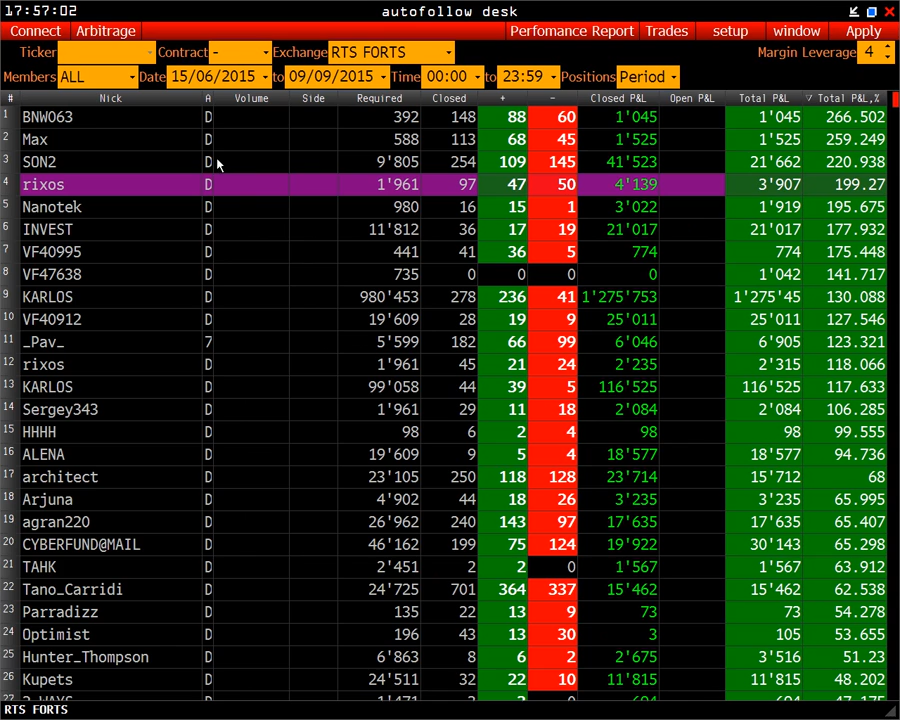 17:57:02 autofollow desk
Connect Arbitrage Perfomance Report Trades setup window Apply
Ticker Contract - Exchange RTS FORTS Margin Leverage 4
Members ALL Date 15/06/2015 to 09/09/2015 Time 00:00 to 23:59 Positions Period
# Nick A Volume Side Required Closed + - Closed P&L Open P&L Total P&L ▽ Total P&L,%
1 BNW063 D 392 148 88 60 1'045 1'045 266.502
2 Max D 588 113 68 45 1'525 1'525 259.249
3 SON2 D 9'805 254 109 145 41'523 21'662 220.938
4 rixos D 1'961 97 47 50 4'139 3'907 199.27
5 Nanotek D 980 16 15 1 3'022 1'919 195.675
6 INVEST D 11'812 36 17 19 21'017 21'017 177.932
7 VF40995 D 441 41 36 5 774 774 175.448
8 VF47638 D 735 0 0 0 0 1'042 141.717
9 KARLOS D 980'453 278 236 41 1'275'753 1'275'45 130.088
10 VF40912 D 19'609 28 19 9 25'011 25'011 127.546
11 _Pav_ 7 5'599 182 66 99 6'046 6'905 123.321
12 rixos D 1'961 45 21 24 2'235 2'315 118.066
13 KARLOS D 99'058 44 39 5 116'525 116'525 117.633
14 Sergey343 D 1'961 29 11 18 2'084 2'084 106.285
15 HHHH D 98 6 2 4 98 98 99.555
16 ALENA D 19'609 9 5 4 18'577 18'577 94.736
17 architect D 23'105 250 118 128 23'714 15'712 68
18 Arjuna D 4'902 44 18 26 3'235 3'235 65.995
19 agran220 D 26'962 240 143 97 17'635 17'635 65.407
20 CYBERFUND@MAIL D 46'162 199 75 124 19'922 30'143 65.298
21 TAHK D 2'451 2 2 0 1'567 1'567 63.912
22 Tano_Carridi D 24'725 701 364 337 15'462 15'462 62.538
23 Parradizz D 135 22 13 9 73 73 54.278
24 Optimist D 196 43 13 30 3 105 53.655
25 Hunter_Thompson D 6'863 8 6 2 2'675 3'516 51.23
26 Kupets D 24'511 32 22 10 11'815 11'815 48.202
RTS FORTS